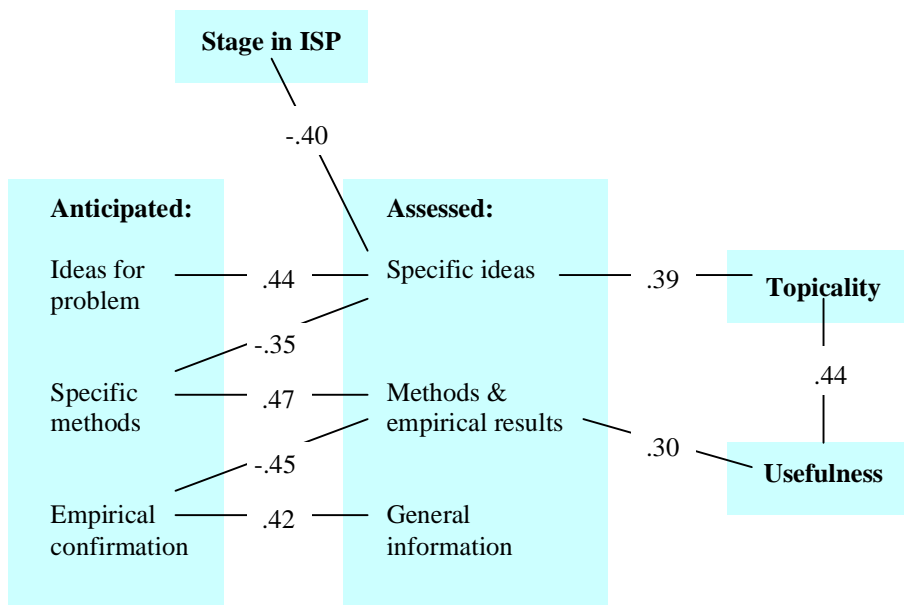 Stage in ISP
-.40
Anticipated:
Assessed:
Ideas for
problem
.44
Specific ideas
.39
Topicality
-.35
.44
Specific
methods
.47
Methods &
empirical results
.30
Usefulness
-.45
Empirical
confirmation
.42
General
information